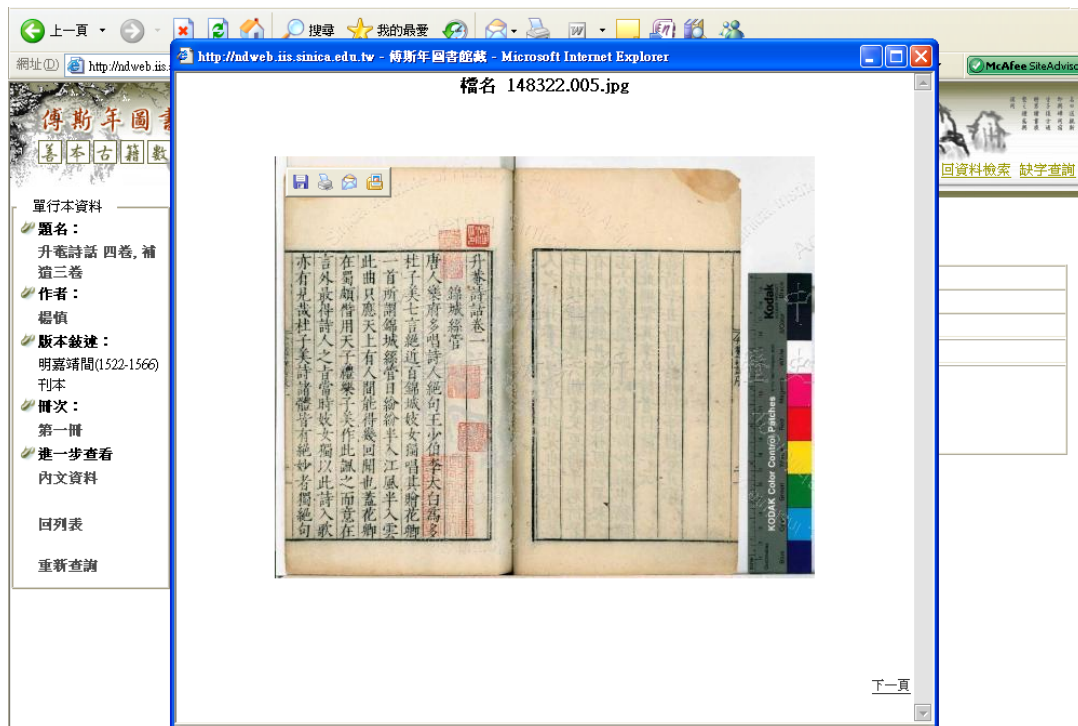 上一頁
搜尋
我的最愛
網址(D)
http://ndweb.iis.s
McAfee SiteAdviso
http://ndweb.iis.sinica.edu.tw - 傅斯年圖書館藏 - Microsoft Internet Explorer
檔名 148322.005.jpg
傅斯年圖書
善本古籍數
回資料檢索 缺字查詢
單行本資料
題名：
升菴詩話 四卷, 補
遺三卷
作者：
楊慎
版本敍述：
明嘉靖間(1522-1566)
刊本
冊次：
第一冊
進一步查看
內文資料
回列表
重新查詢
升菴詩話卷一
錦城絲管
唐人樂府多唱詩人絕句王少伯李太白爲多
杜子美七言絕近百錦城妓女獨唱其贈花卿
一首所謂錦城絲管日紛紛半入江風半入雲
此曲只應天上有人間能得幾回聞也蓋花卿
在蜀頗僭用天子禮樂子美作此諷之而意在
言外最得詩人之旨當時妓女獨以此詩入歌
亦有見哉杜子美詩諸體皆有絕妙者獨絕句
Kodak
KODAK Color Control Patches
下一頁